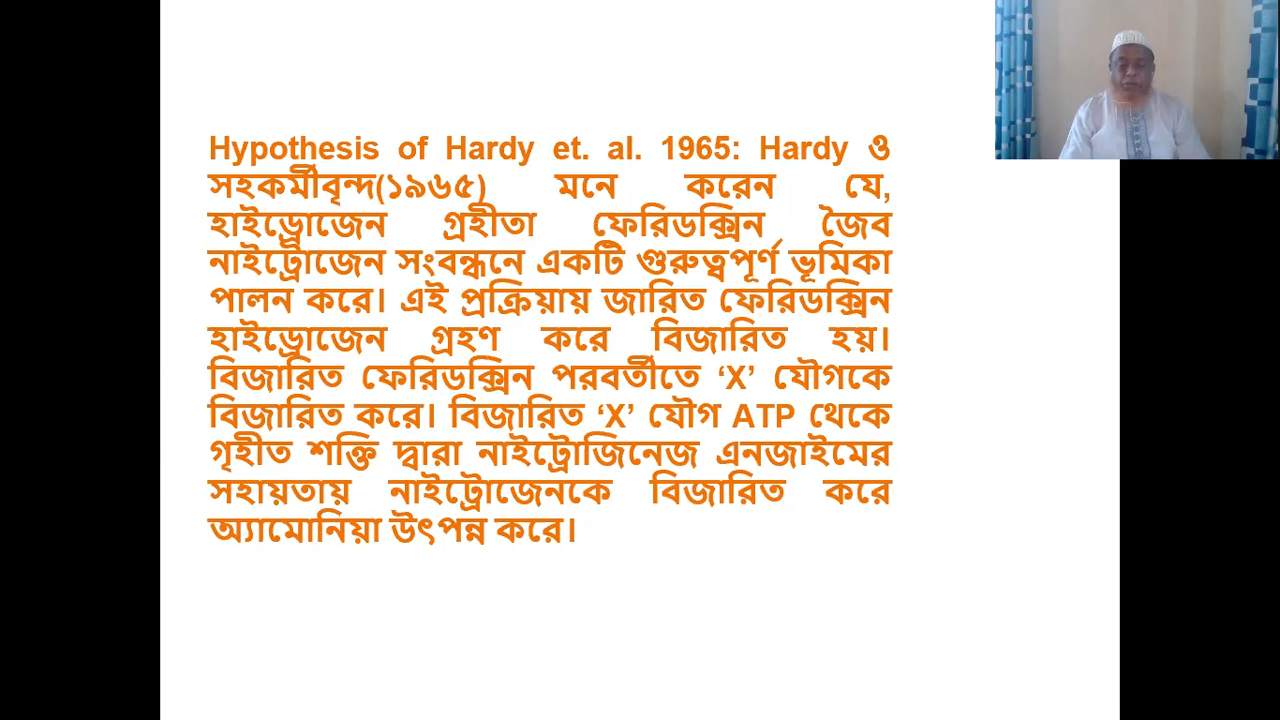 Hypothesis of Hardy et. al. 1965: Hardy ও
সহকর্মীবৃন্দ(১৯৬৫) মনে করেন যে,
হাইড্রোজেন গ্রহীতা ফেরিডক্সিন জৈব
নাইট্রোজেন সংবন্ধনে একটি গুরুত্বপূর্ণ ভূমিকা
পালন করে। এই প্রক্রিয়ায় জারিত ফেরিডক্সিন
হাইড্রোজেন গ্রহণ করে বিজারিত হয়।
বিজারিত ফেরিডক্সিন পরবর্তীতে ‘X’ যৌগকে
বিজারিত করে। বিজারিত ‘X’ যৌগ ATP থেকে
গৃহীত শক্তি দ্বারা নাইট্রোজিনেজ এনজাইমের
সহায়তায় নাইট্রোজেনকে বিজারিত করে
অ্যামোনিয়া উৎপন্ন করে।